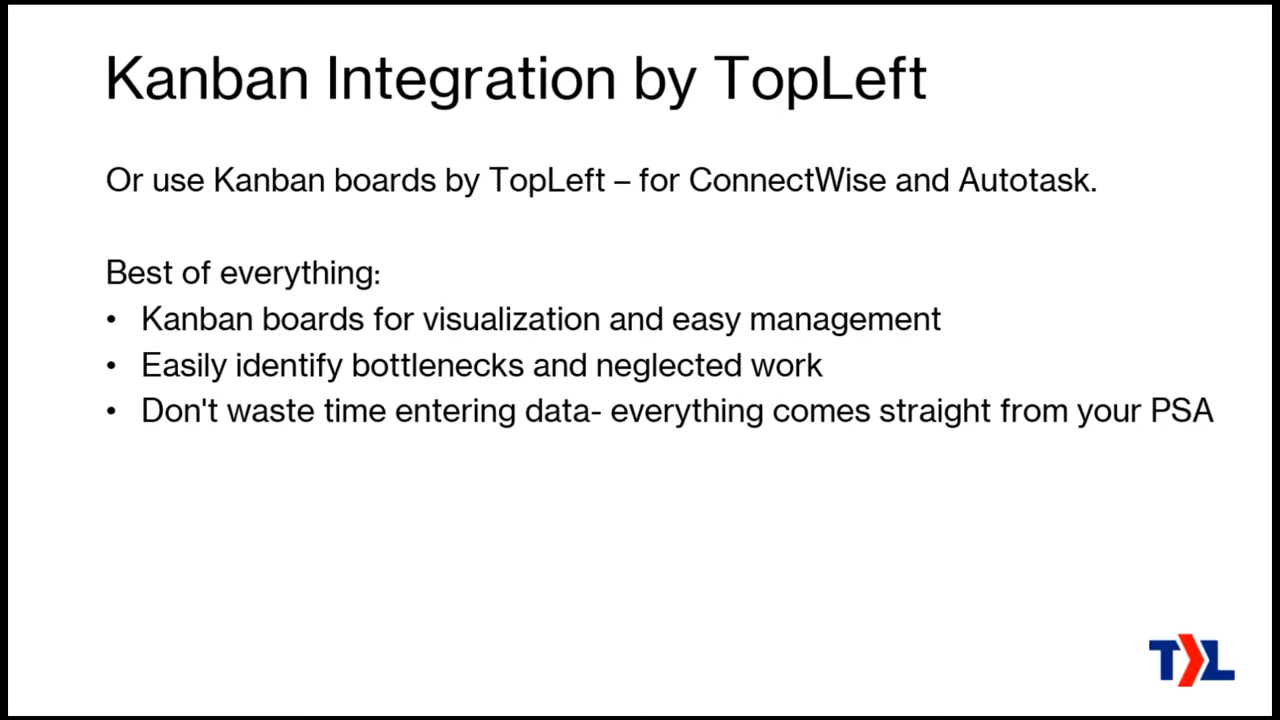 Kanban Integration by TopLeft
Or use Kanban boards by TopLeft – for ConnectWise and Autotask.
Best of everything:
• Kanban boards for visualization and easy management
• Easily identify bottlenecks and neglected work
• Don't waste time entering data- everything comes straight from your PSA
TL